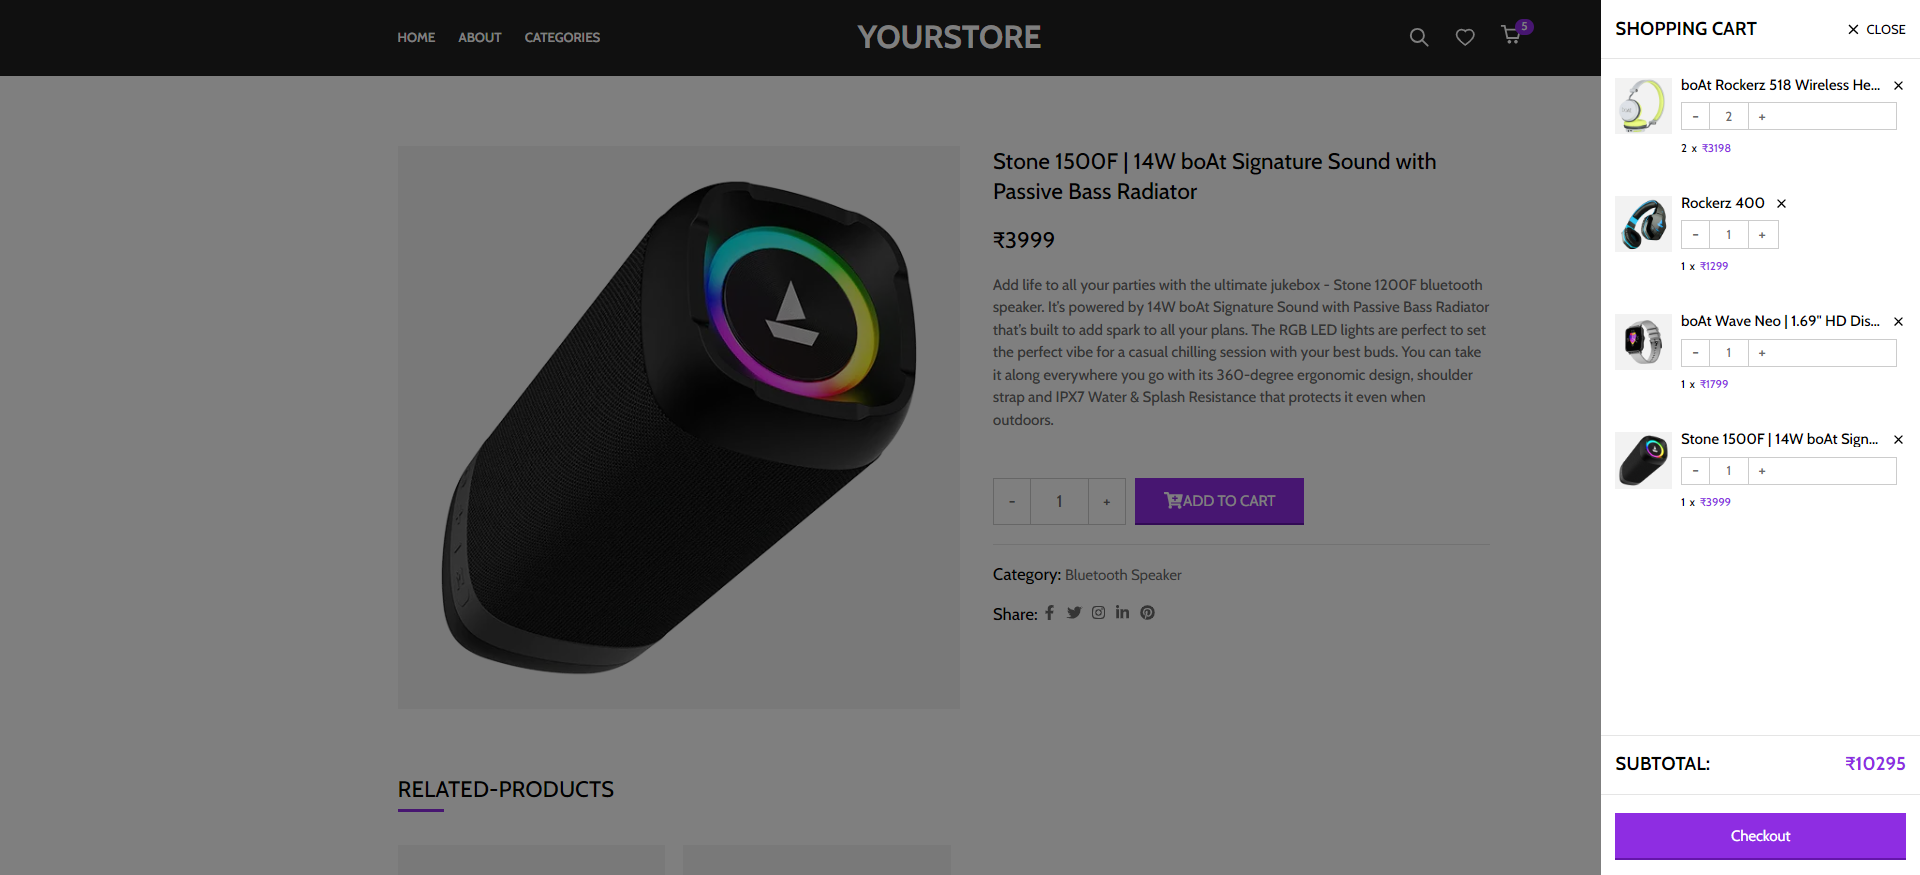 HOME ABOUT CATEGORIES
YOURSTORE
5
Stone 1500F | 14W boAt Signature Sound with
Passive Bass Radiator
₹3999
Add life to all your parties with the ultimate jukebox - Stone 1200F bluetooth
speaker. It's powered by 14W boAt Signature Sound with Passive Bass Radiator
that's built to add spark to all your plans. The RGB LED lights are perfect to set
the perfect vibe for a casual chilling session with your best buds. You can take
it along everywhere you go with its 360-degree ergonomic design, shoulder
strap and IPX7 Water & Splash Resistance that protects it even when
outdoors.
- 1 + ADD TO CART
Category: Bluetooth Speaker
Share:
RELATED-PRODUCTS
SHOPPING CART
CLOSE
boAt Rockerz 518 Wireless He...
- 2 +
2 x ₹3198
Rockerz 400
- 1 +
1 x ₹1299
boAt Wave Neo | 1.69" HD Dis...
- 1 +
1 x ₹1799
Stone 1500F | 14W boAt Sign...
- 1 +
1 x ₹3999
SUBTOTAL: ₹10295
Checkout